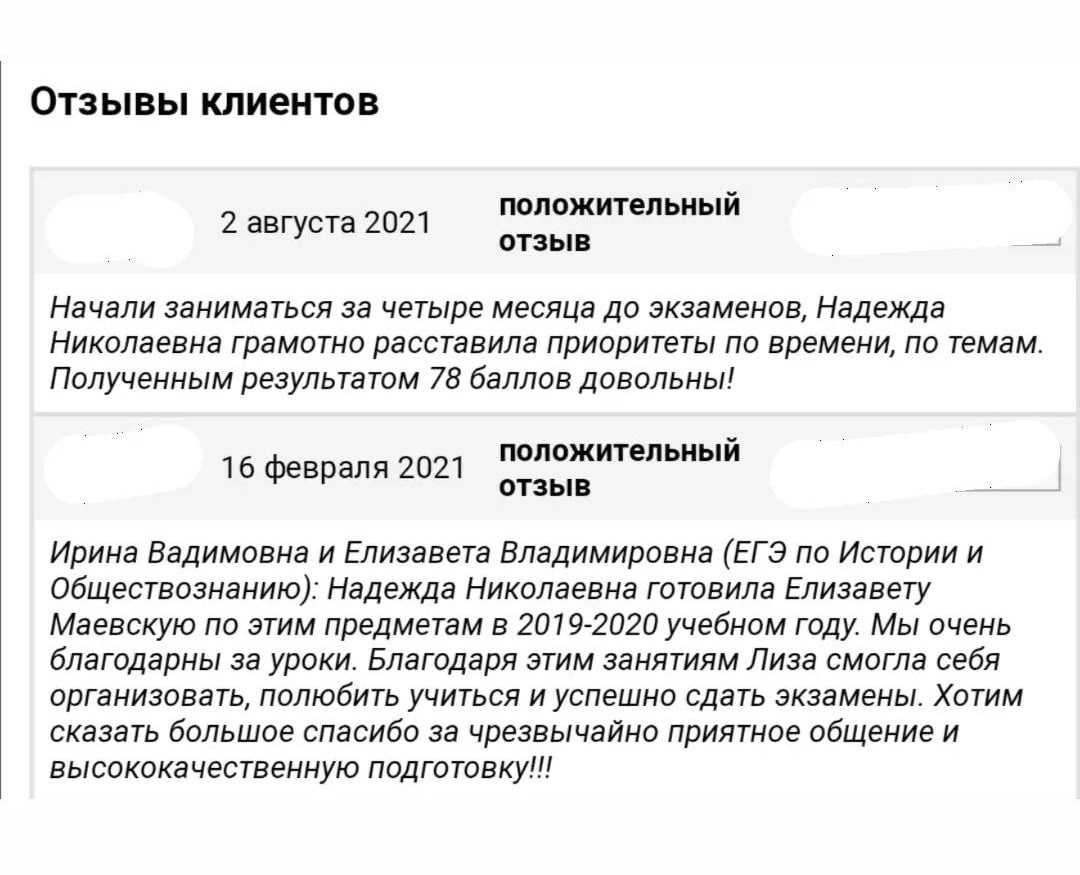 Отзывы клиентов
2 августа 2021
положительный
отзыв
Начали заниматься за четыре месяца до экзаменов, Надежда
Николаевна грамотно расставила приоритеты по времени, по темам.
Полученным результатом 78 баллов довольны!
16 февраля 2021
положительный
отзыв
Ирина Вадимовна и Елизавета Владимировна (ЕГЭ по Истории и
Обществознанию): Надежда Николаевна готовила Елизавету
Маевскую по этим предметам в 2019-2020 учебном году. Мы очень
благодарны за уроки. Благодаря этим занятиям Лиза смогла себя
организовать, полюбить учиться и успешно сдать экзамены. Хотим
сказать большое спасибо за чрезвычайно приятное общение и
высококачественную подготовку!!!